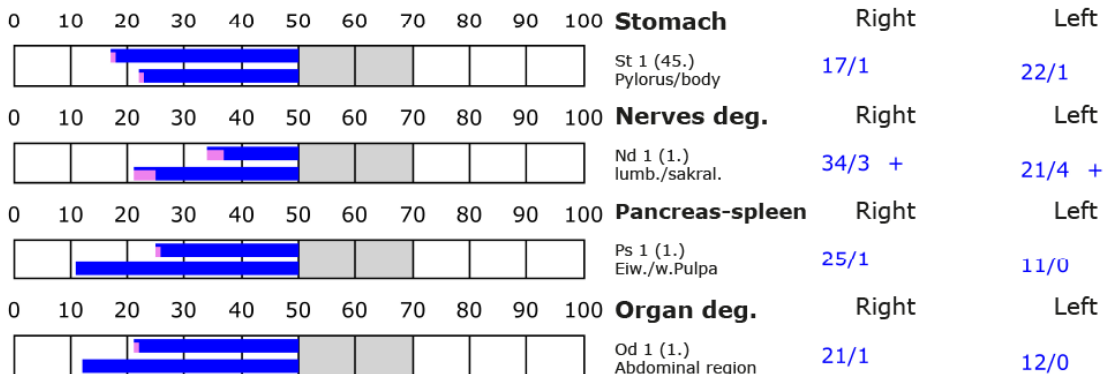 0 10 20 30 40 50 60 70 80 90 100 Stomach Right Left
St 1 (45.) 17/1 22/1
Pylorus/body
0 10 20 30 40 50 60 70 80 90 100 Nerves deg. Right Left
Nd 1 (1.) 34/3 + 21/4 +
lumb./sakral.
0 10 20 30 40 50 60 70 80 90 100 Pancreas-spleen Right Left
Ps 1 (1.) 25/1 11/0
Eiw./w.Pulpa
0 10 20 30 40 50 60 70 80 90 100 Organ deg. Right Left
Od 1 (1.) 21/1 12/0
Abdominal region